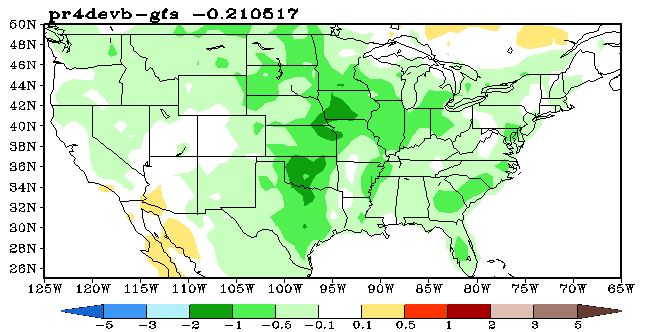 pr4devb-gfs -0.210517
50N
48N
46N
44N
42N
40N
38N
36N
34N
32N
30N
28N
26N
125W 120W 115W 110W 105W 100W 95W 90W 85W 80W 75W 70W 65W
-5 -3 -2 -1 -0.5 -0.1 0.1 0.5 1 2 3 5